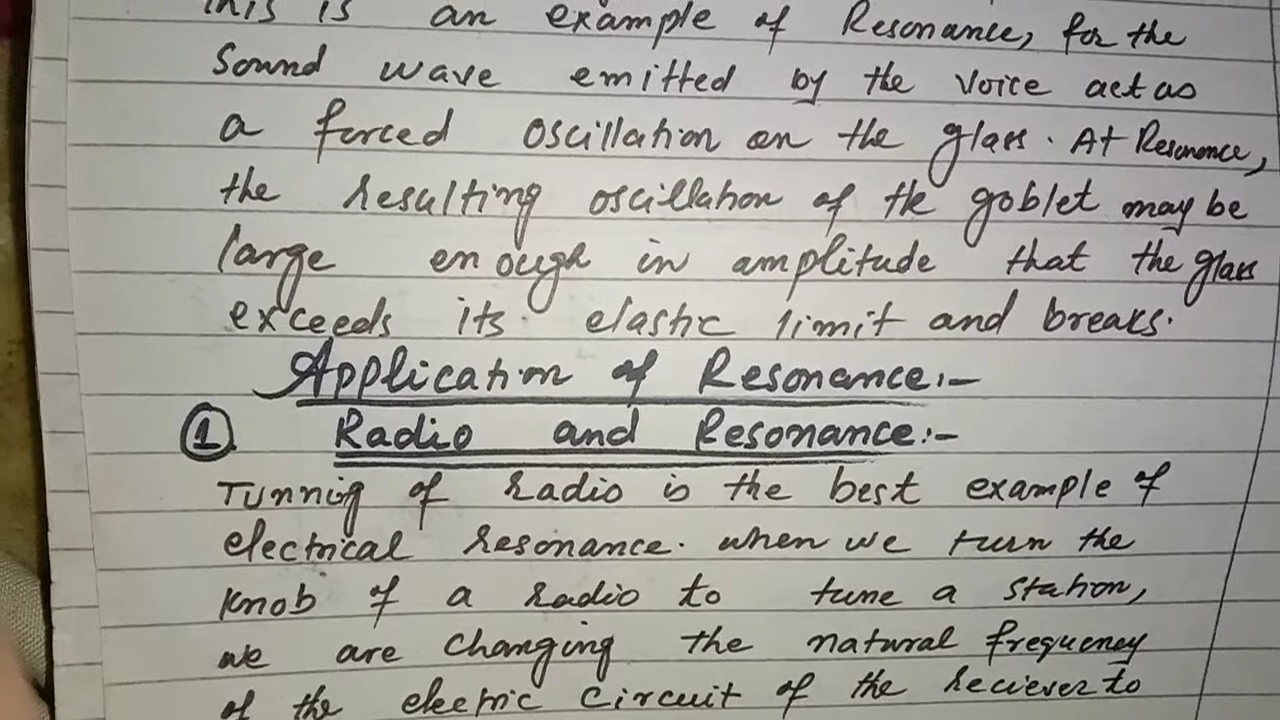 This is an example of Resonance, for the
Sound wave emitted by the Voice act as
a forced oscillation on the glass. At Resonance,
the resulting oscillation of the goblet may be
large enough in amplitude that the glass
exceeds its elastic limit and breaks.
Application of Resonance:-
① Radio and Resonance:-
Tunning of radio is the best example of
electrical resonance. when we turn the
Knob of a radio to tune a station,
we are changing the natural frequency
of the electric circuit of the reciever to